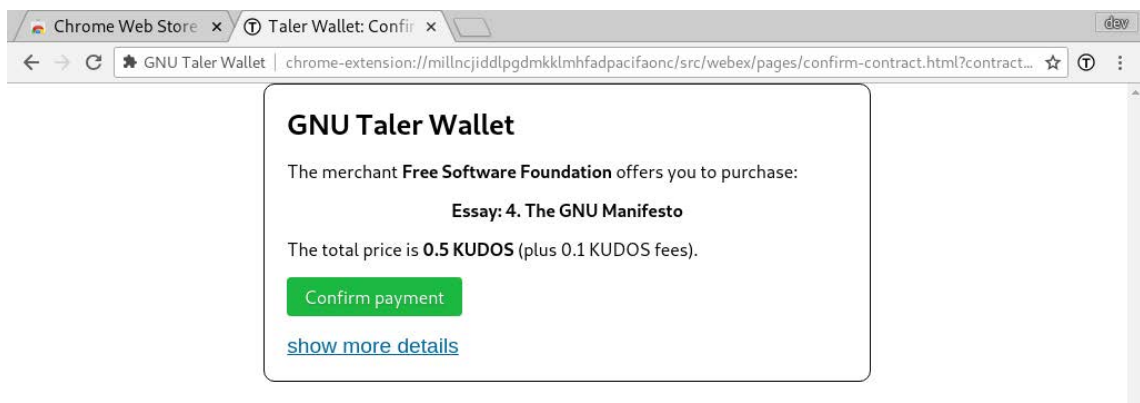 Chrome Web Store
Taler Wallet: Confir
dev
GNU Taler Wallet
chrome-extension://millncjiddlpgdmkklmhfadpacifaonc/src/webex/pages/confirm-contract.html?contract...
GNU Taler Wallet
The merchant Free Software Foundation offers you to purchase:
Essay: 4. The GNU Manifesto
The total price is 0.5 KUDOS (plus 0.1 KUDOS fees).
Confirm payment
show more details